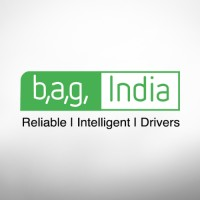 b,a,g, India
Reliable | Intelligent | Drivers